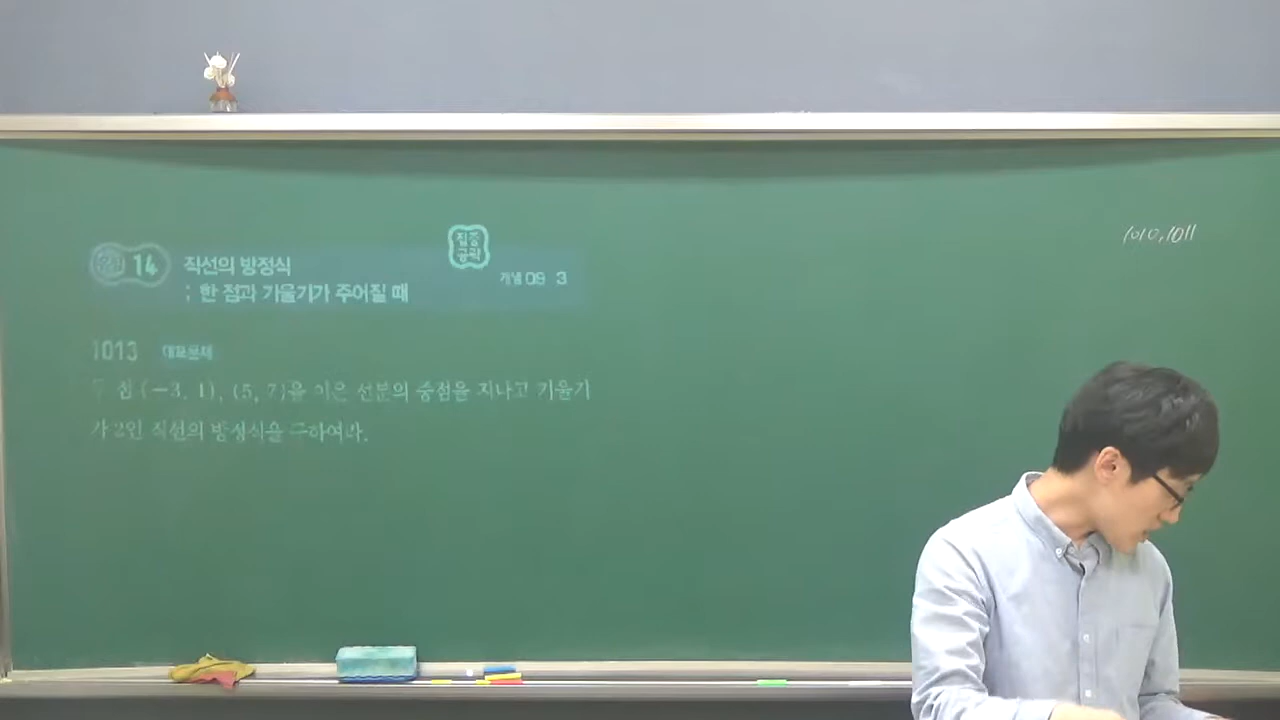 유형 14 직선의 방정식
집중
공략
: 한 점과 기울기가 주어질 때
개념 09 3
1010, 1011
1013 대표문제
두 점 (-3, 1), (5, 7)을 이은 선분의 중점을 지나고 기울기
가 2인 직선의 방정식을 구하여라.